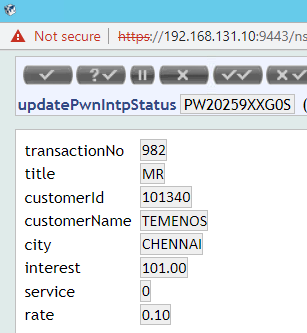 Not secure https://192.168.131.10:9443/ns
updatePwnIntpStatus PW20259XXG0S (
transactionNo 982
title MR
customerId 101340
customerName TEMENOS
city CHENNAI
interest 101.00
service 0
rate 0.10